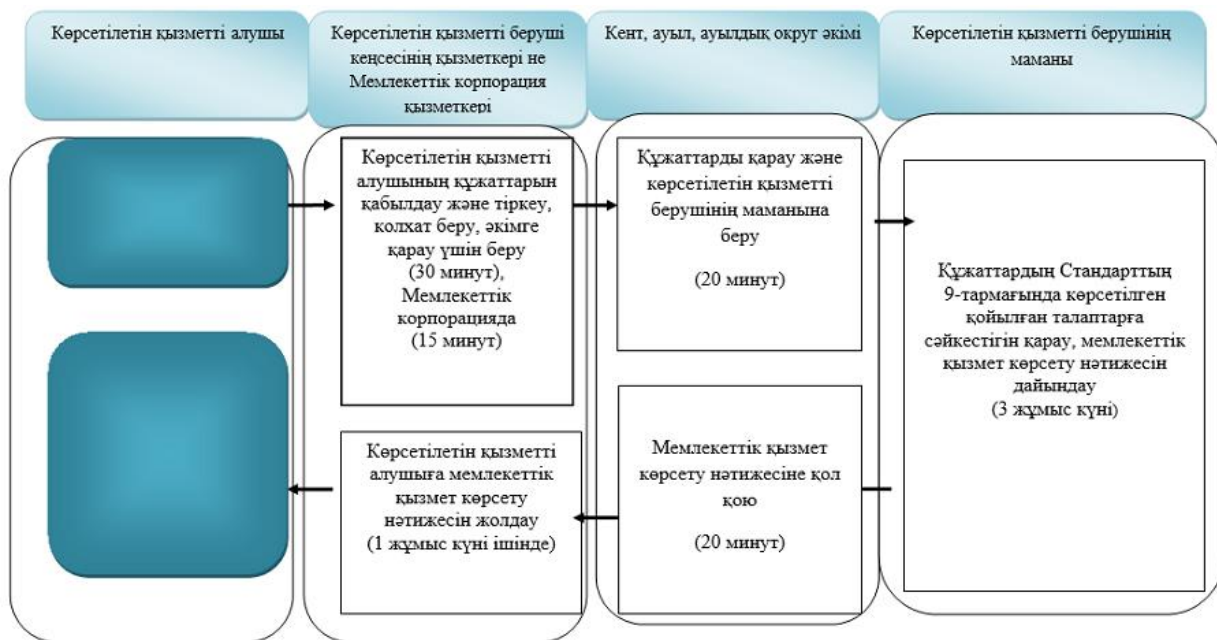 Көрсетілетін қызметті алушы
Көрсетілетін қызметті беруші
кеңсесінің қызметкері не
Мемлекеттік корпорация
қызметкері
Кент, ауыл, ауылдық округ әкімі
Көрсетілетін қызметті берушінің
маманы
Көрсетілетін қызметті
алушының құжаттарын
қабылдау және тіркеу,
колхат беру, әкімге
қарау үшін беру
(30 минут),
Мемлекеттік
корпорацияда
(15 минут)
Құжаттарды қарау және
көрсетілетін қызметті
берушінің маманына
беру
(20 минут)
Құжаттардың Стандарттың
9-тармағында көрсетілген
қойылған талаптарға
сәйкестігін қарау, мемлекеттік
қызмет көрсету нәтижесін
дайындау
(3 жұмыс күні)
Мемлекеттік қызмет
көрсету нәтижесіне қол
қою
(20 минут)
Көрсетілетін қызметті
алушыға мемлекеттік
қызмет көрсету
нәтижесін жолдау
(1 жұмыс күні ішінде)